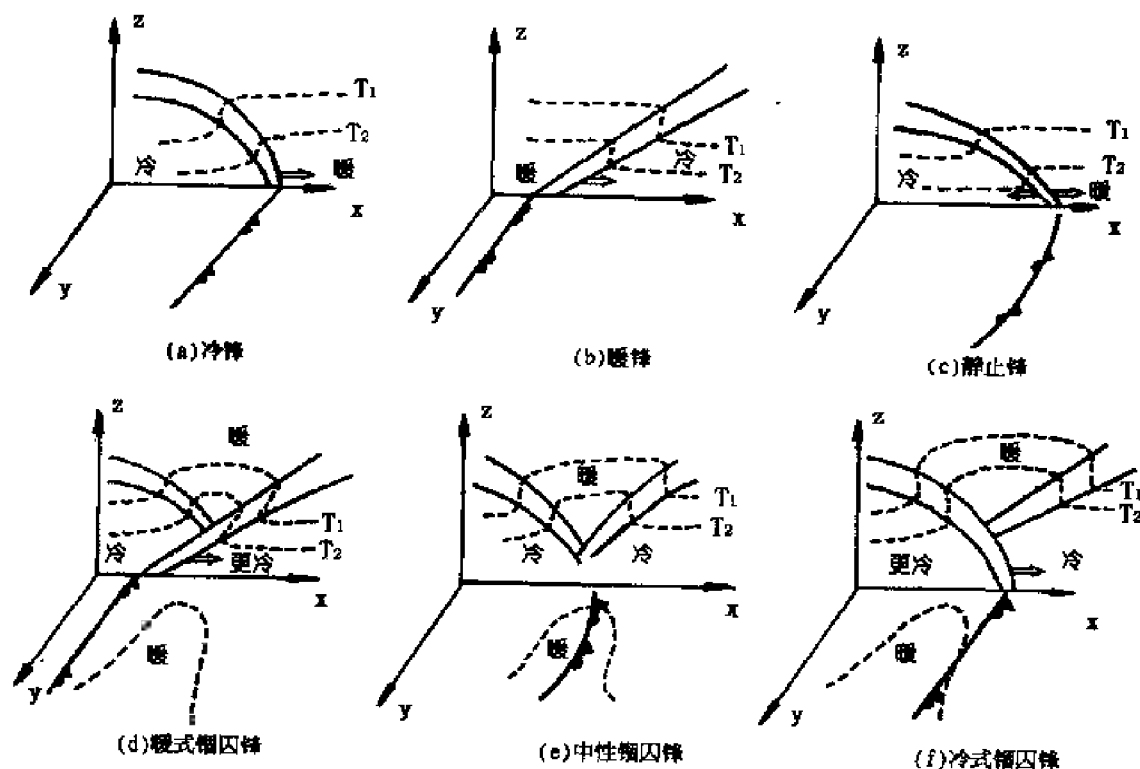 z
T₁
T₂
冷
暖
x
y
(a)冷锋
z
T₁
冷
T₂
暖
x
y
(b)暖锋
z
T₁
T₂
冷
暖
x
y
(c)静止锋
z
暖
T₁
T₂
冷
更冷
x
暖
y
(d)暖式锢囚锋
z
暖
T₁
T₂
冷
冷
x
暖
y
(e)中性锢囚锋
z
暖
T₁
T₂
更冷
冷
x
暖
y
(f)冷式锢囚锋